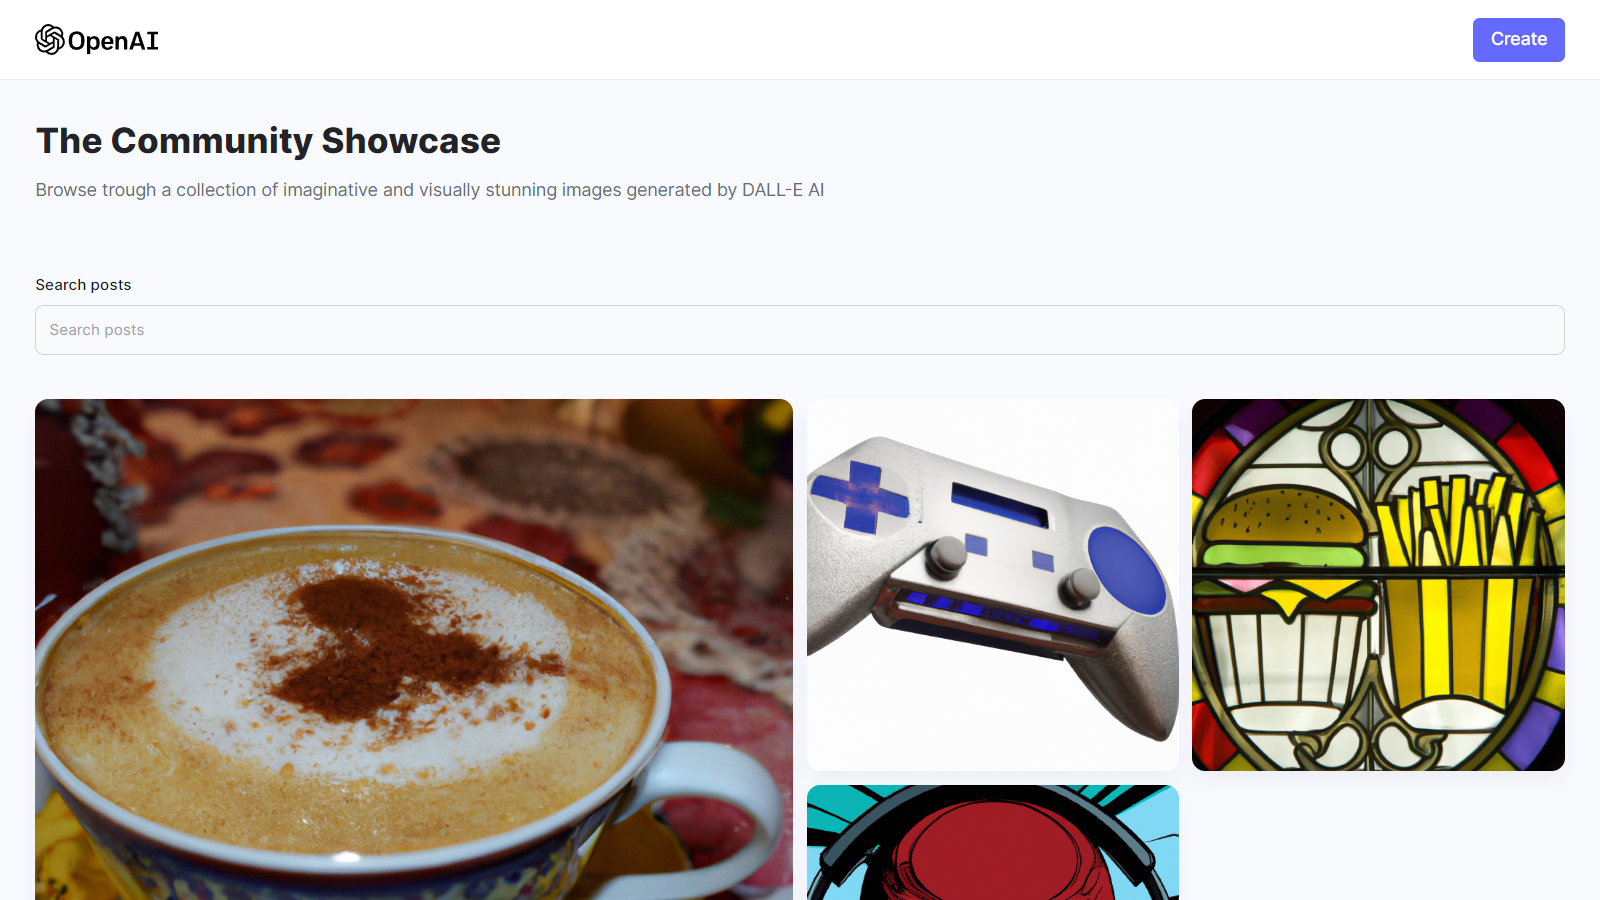 OpenAI
Create
The Community Showcase
Browse trough a collection of imaginative and visually stunning images generated by DALL-E AI
Search posts
Search posts